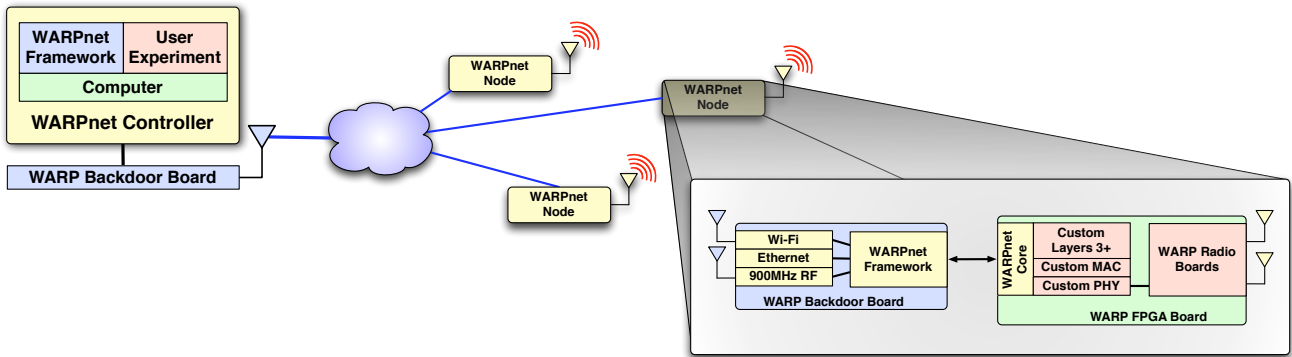 WARPnet
Framework
User
Experiment
Computer
WARPnet Controller
WARP Backdoor Board
WARPnet
Node
WARPnet
Node
WARPnet
Node
Wi-Fi
Ethernet
900MHz RF
WARPnet
Framework
WARP Backdoor Board
WARPnet
Core
Custom
Layers 3+
Custom MAC
Custom PHY
WARP Radio
Boards
WARP FPGA Board